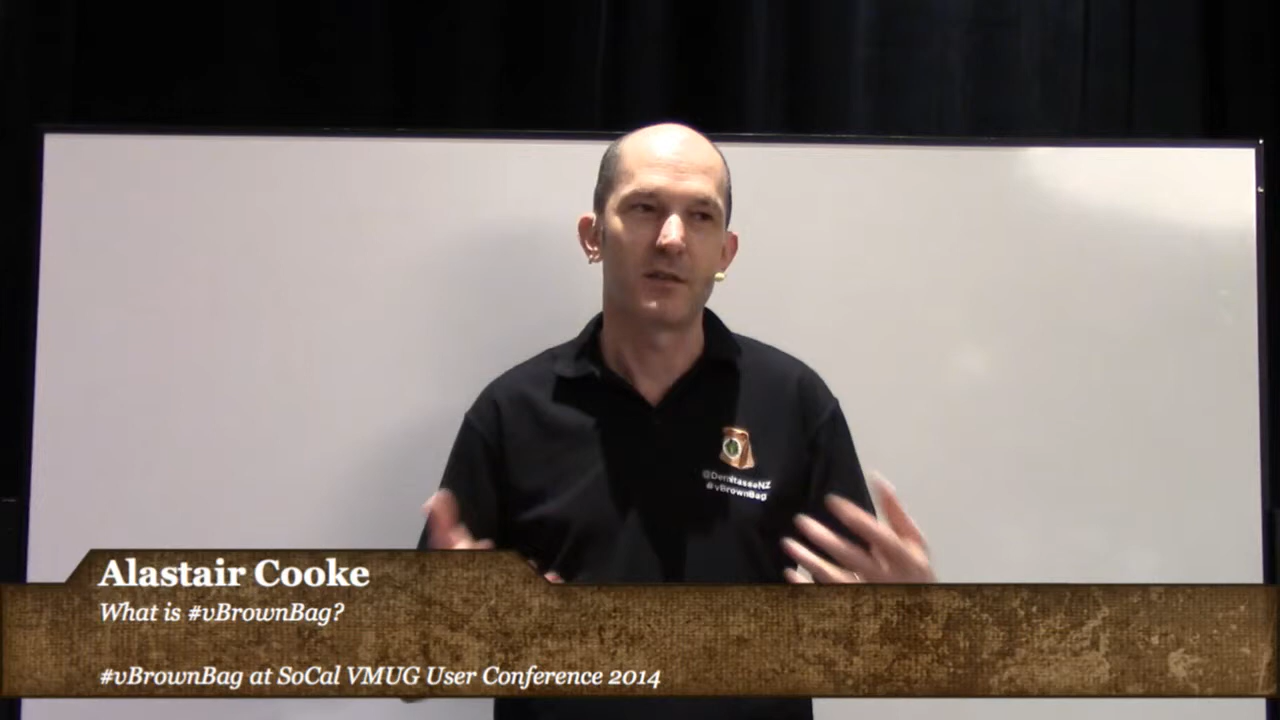 @DemitasseNZ
#vBrownBag
Alastair Cooke
What is #vBrownBag?
#vBrownBag at SoCal VMUG User Conference 2014